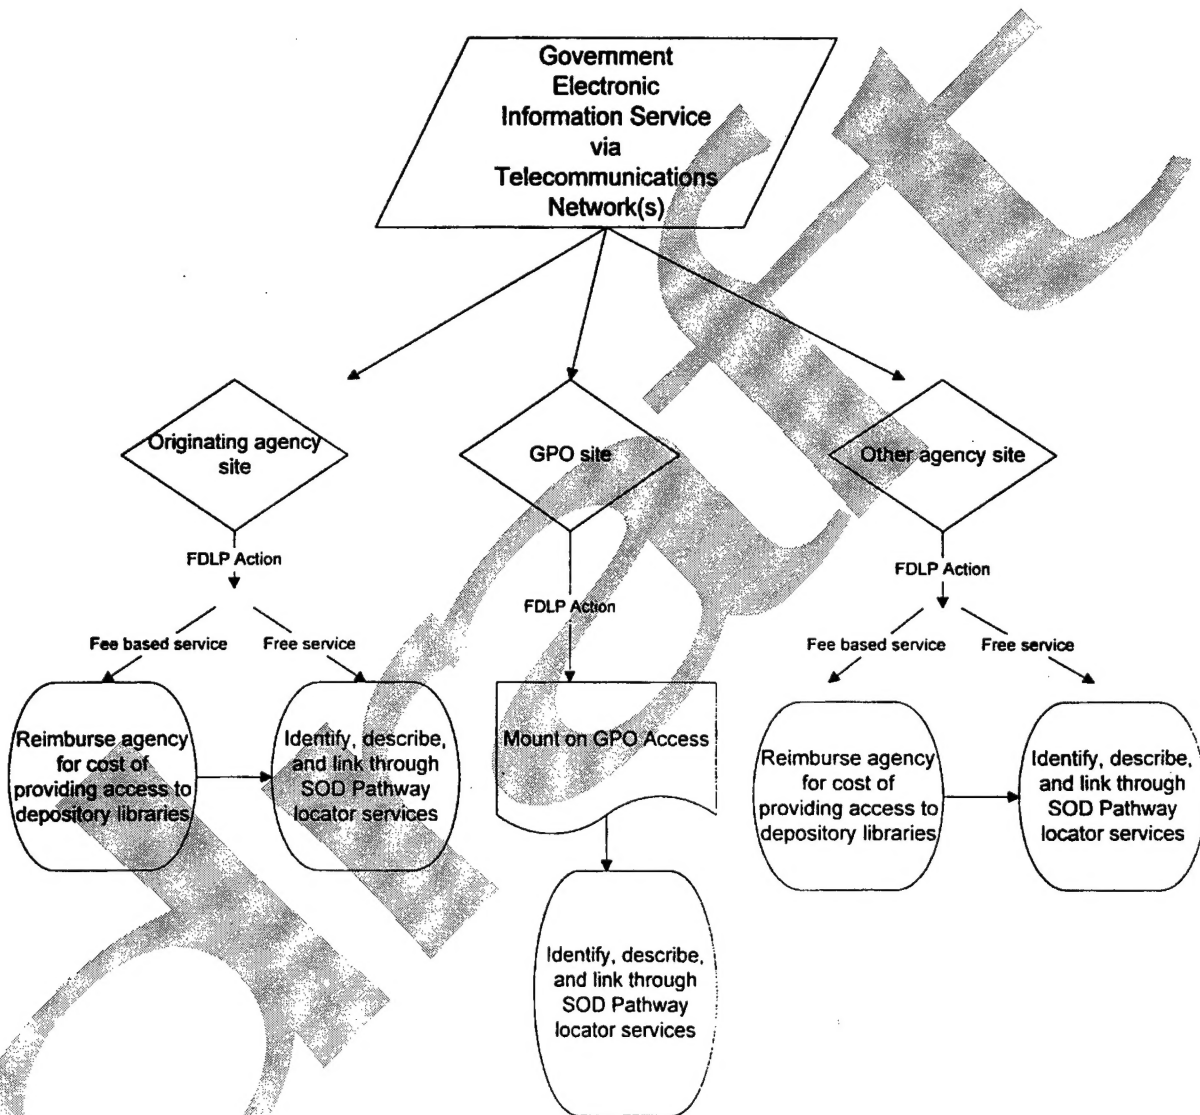 Government
Electronic
Information Service
via
Telecommunications
Network(s)
Originating agency
site
GPO site
Other agency site
FDLP Action
FDLP Action
FDLP Action
Fee based service
Free service
Fee based service
Free service
Reimburse agency
for cost of
providing access to
depository libraries
Identify, describe,
and link through
SOD Pathway
locator services
Mount on GPO Access
Identify, describe,
and link through
SOD Pathway
locator services
Reimburse agency
for cost of
providing access to
depository libraries
Identify, describe,
and link through
SOD Pathway
locator services
Draft